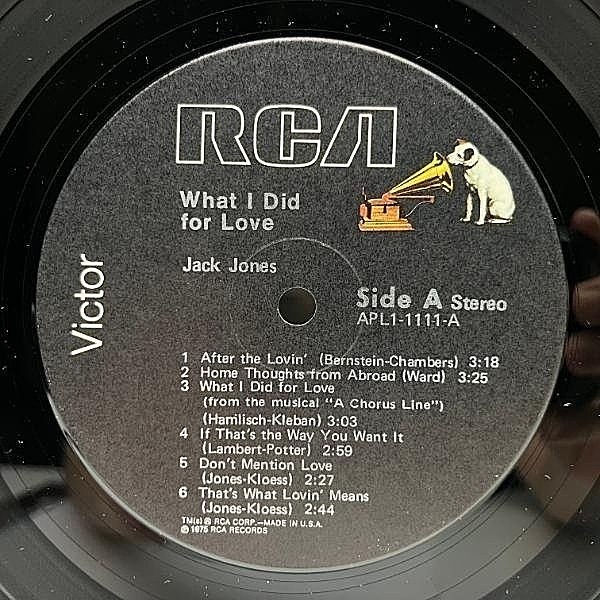 RCA
What I Did
for Love
Jack Jones
Victor
Side A Stereo
APL1-1111-A
1 After the Lovin' (Bernstein-Chambers) 3:18
2 Home Thoughts from Abroad (Ward) 3:25
3 What I Did for Love
(from the musical "A Chorus Line")
(Hamlisch-Kleban) 3:03
4 If That's the Way You Want It
(Lambert-Potter) 2:59
5 Don't Mention Love
(Jones-Kloess) 2:27
6 That's What Lovin' Means
(Jones-Kloess) 2:44
TM(s) ® RCA CORP.—MADE IN U.S.A.
℗ 1975 RCA RECORDS